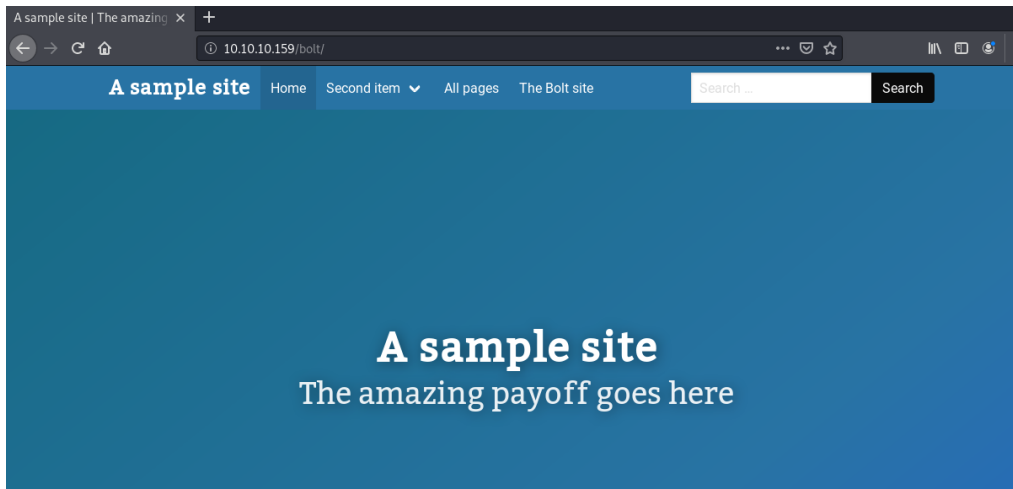 A sample site | The amazing
10.10.10.159/bolt/
A sample site Home Second item All pages The Bolt site Search ... Search
A sample site
The amazing payoff goes here